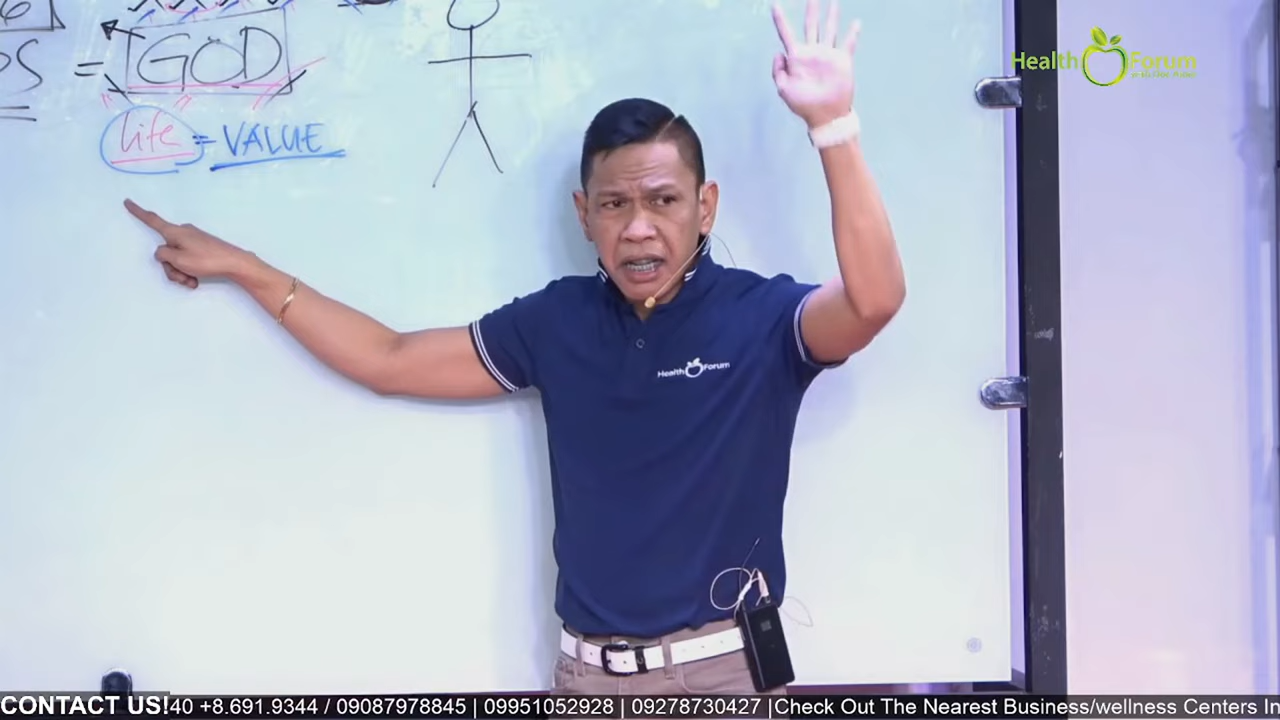 = GOD
life = VALUE
Health Forum
Health Forum
CONTACT US! 40 +8.691.9344 / 09087978845 | 09951052928 | 09278730427 |Check Out The Nearest Business/wellness Centers In